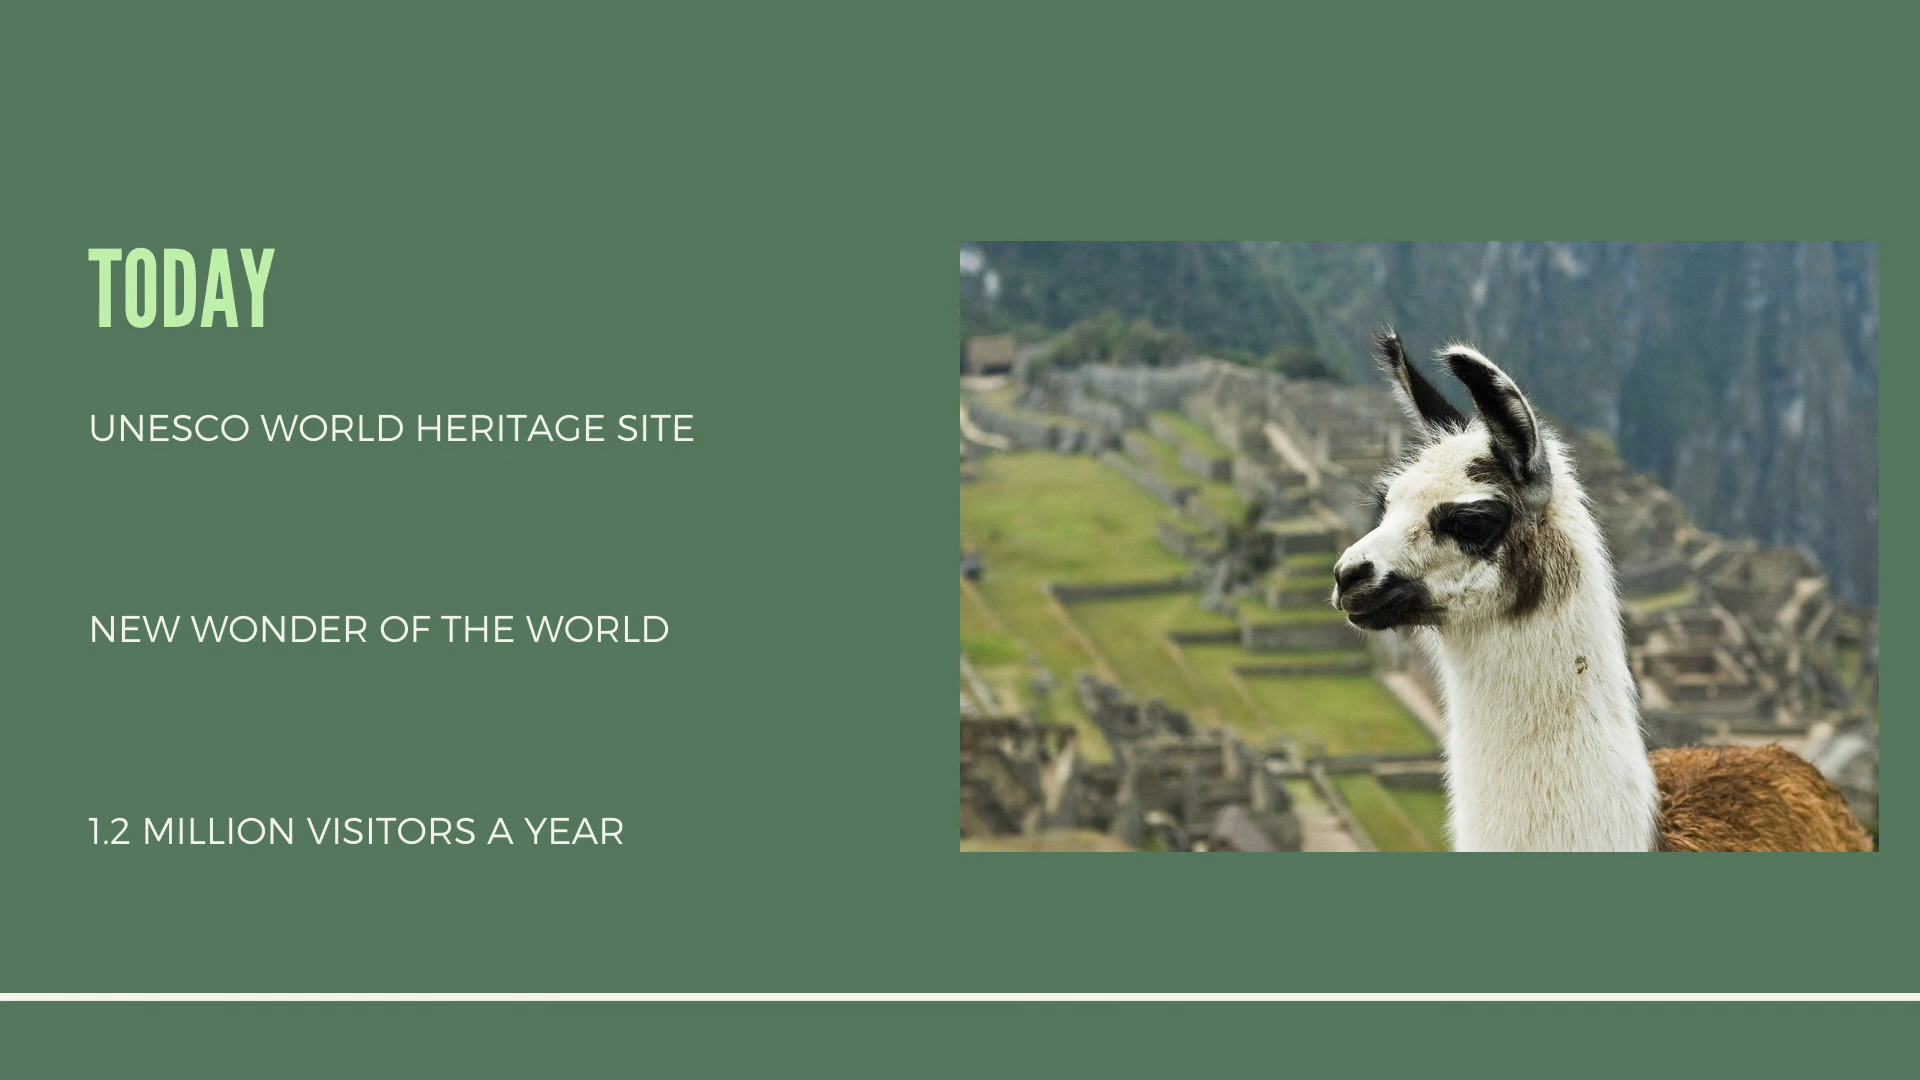 TODAY
UNESCO WORLD HERITAGE SITE
NEW WONDER OF THE WORLD
1.2 MILLION VISITORS A YEAR